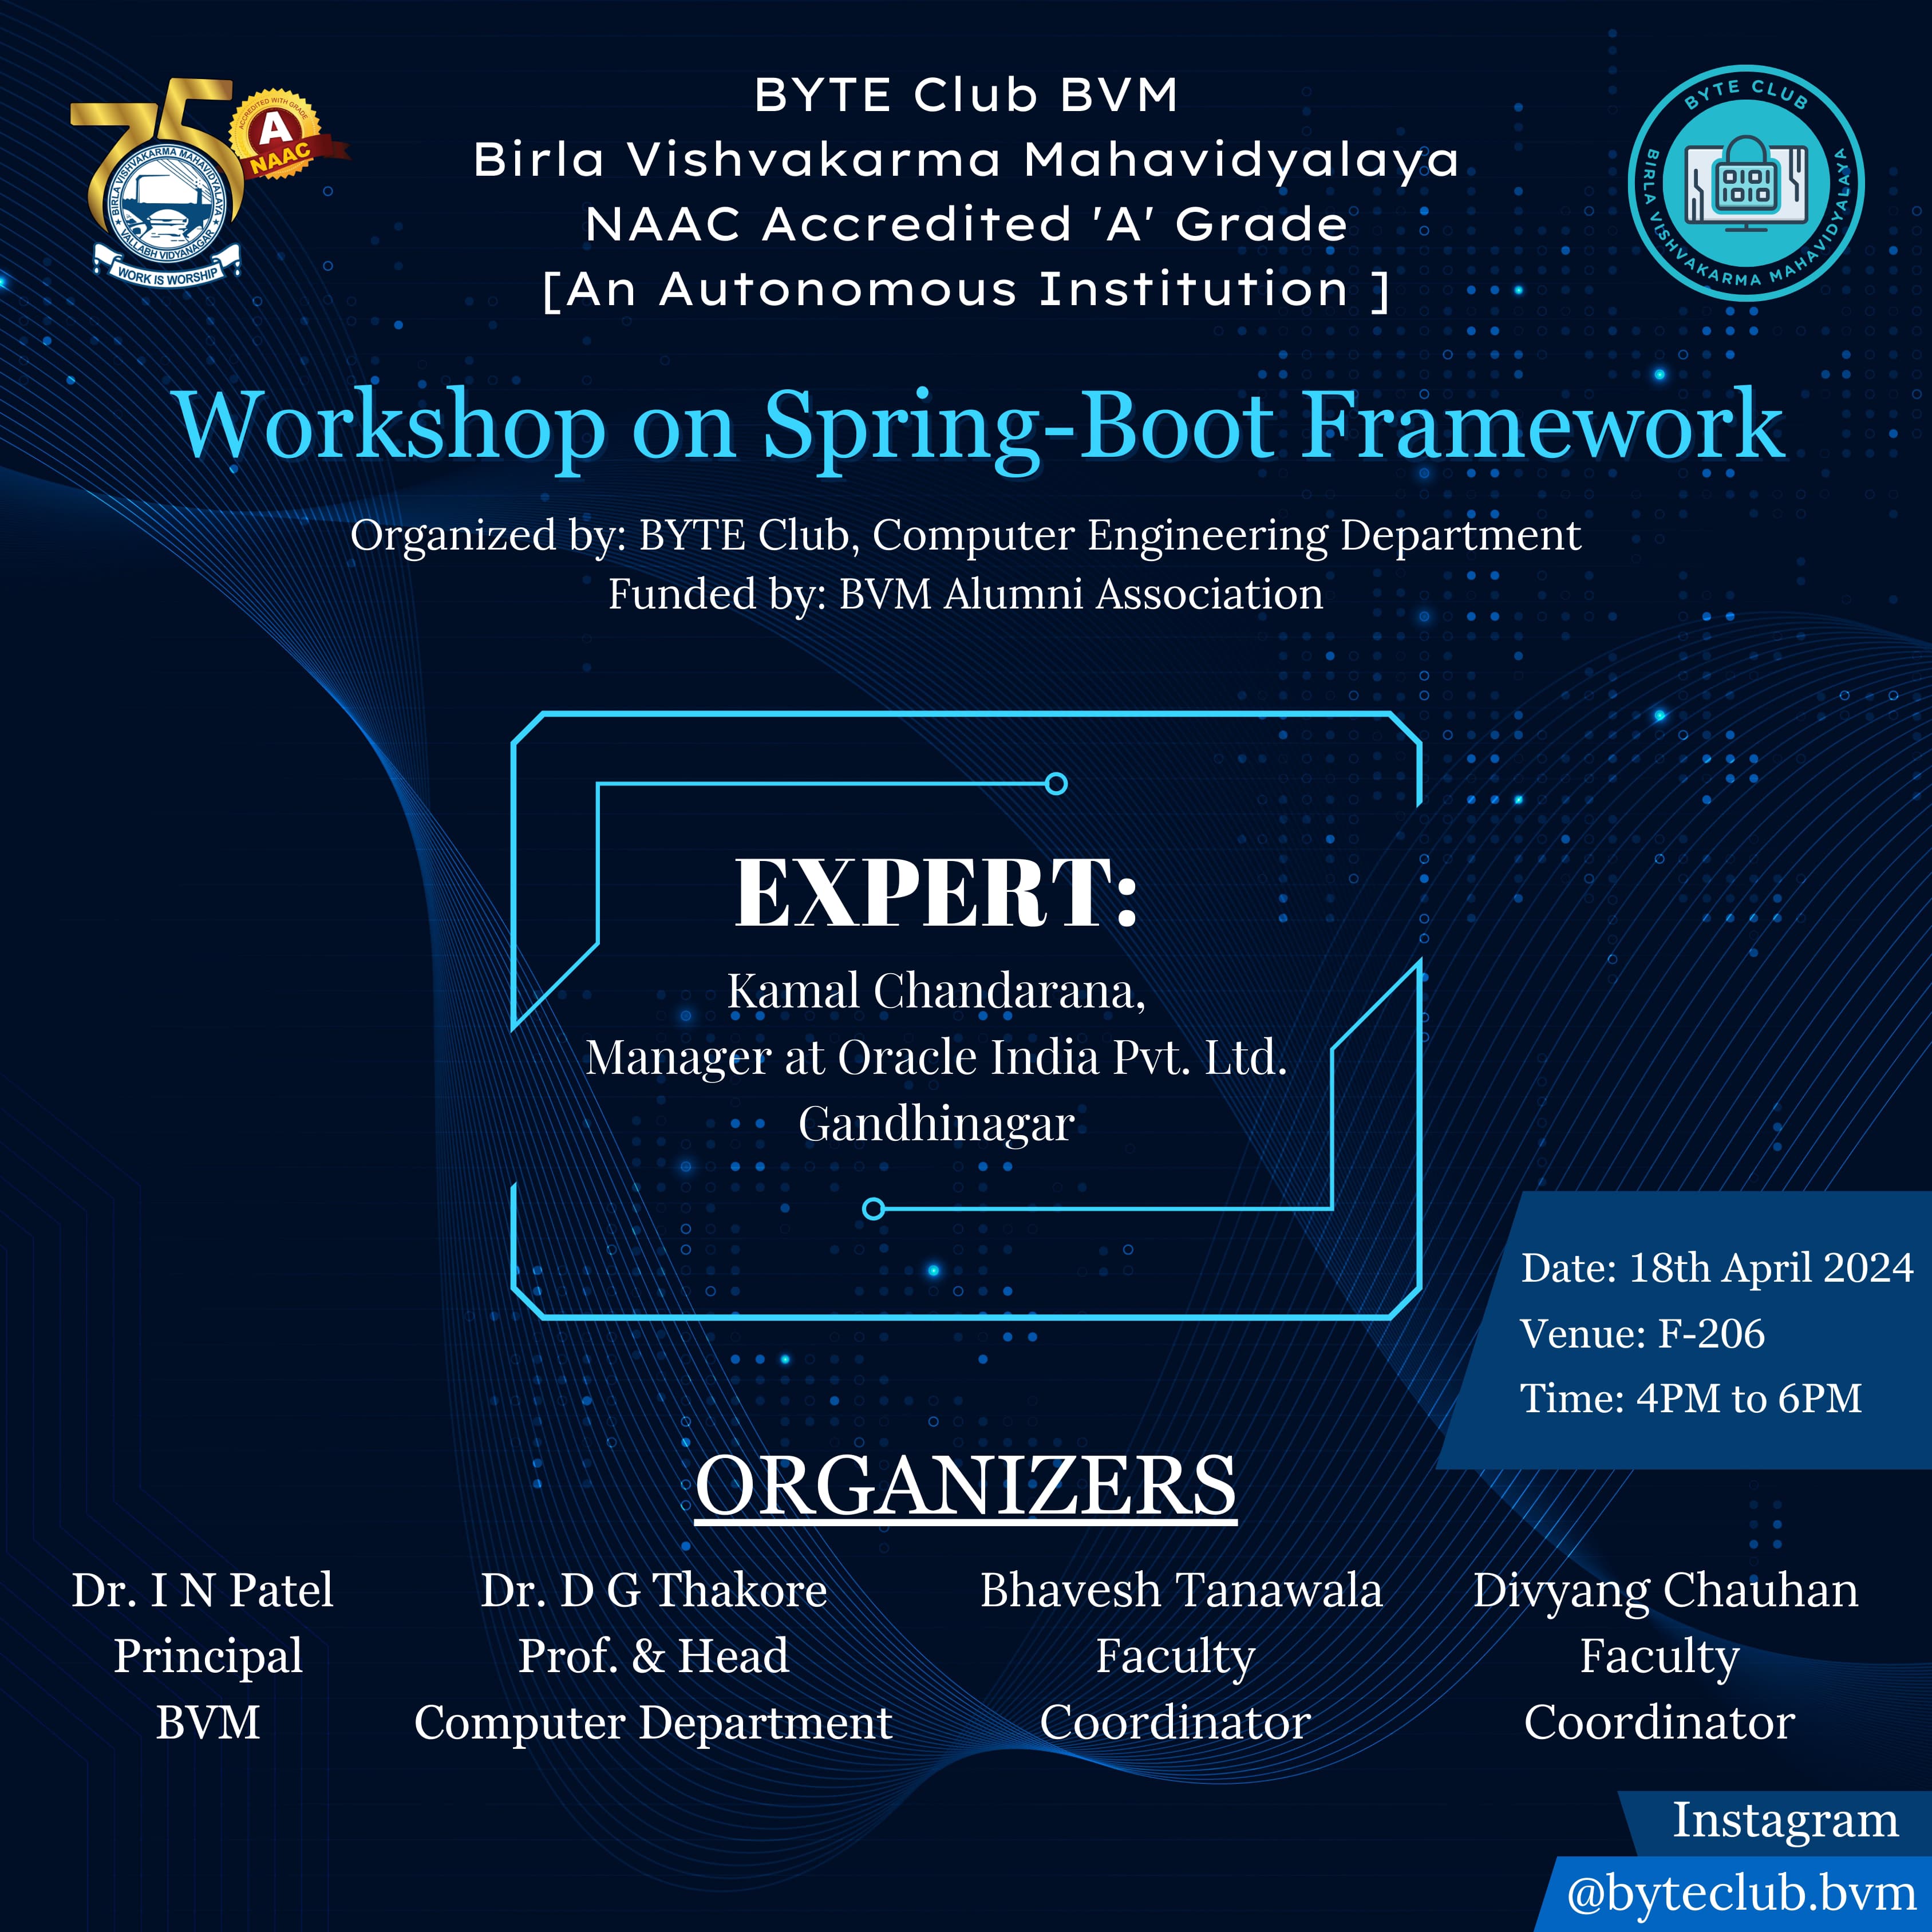 75
ACCREDITED WITH GRADE
A
NAAC
BIRLA VISHVAKARMA MAHAVIDYALAYA
VALLABH VIDYANAGAR
WORK IS WORSHIP
BYTE Club BVM
Birla Vishvakarma Mahavidyalaya
NAAC Accredited 'A' Grade
[An Autonomous Institution ]
BYTE CLUB
BIRLA VISHVAKARMA MAHAVIDYALAYA
Workshop on Spring-Boot Framework
Organized by: BYTE Club, Computer Engineering Department
Funded by: BVM Alumni Association
EXPERT:
Kamal Chandarana,
Manager at Oracle India Pvt. Ltd.
Gandhinagar
Date: 18th April 2024
Venue: F-206
Time: 4PM to 6PM
ORGANIZERS
Dr. I N Patel
Principal
BVM
Dr. D G Thakore
Prof. & Head
Computer Department
Bhavesh Tanawala
Faculty
Coordinator
Divyang Chauhan
Faculty
Coordinator
Instagram
@byteclub.bvm